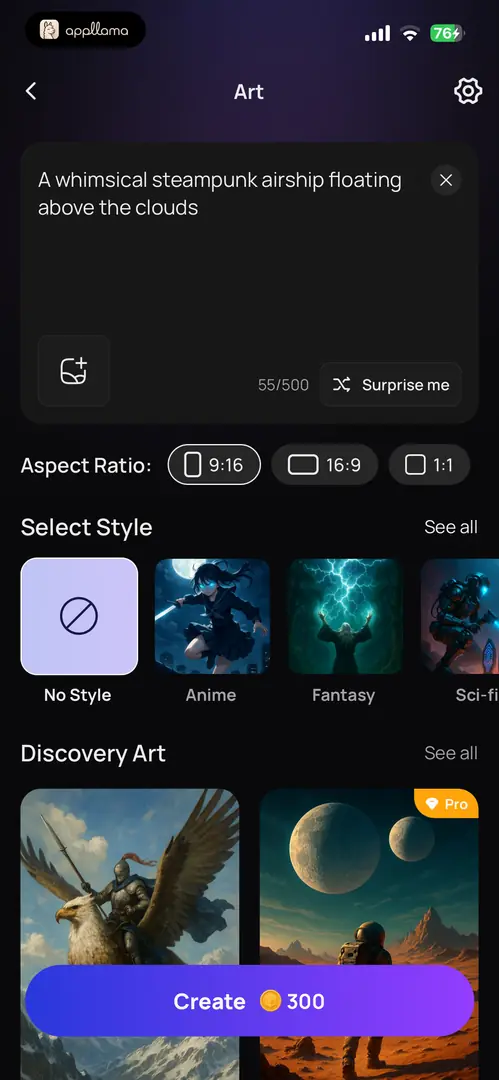 appllama
76
Art
A whimsical steampunk airship floating
above the clouds
55/500
Surprise me
Aspect Ratio:
9:16
16:9
1:1
Select Style
See all
No Style
Anime
Fantasy
Sci-fi
Discovery Art
See all
Pro
Create 300